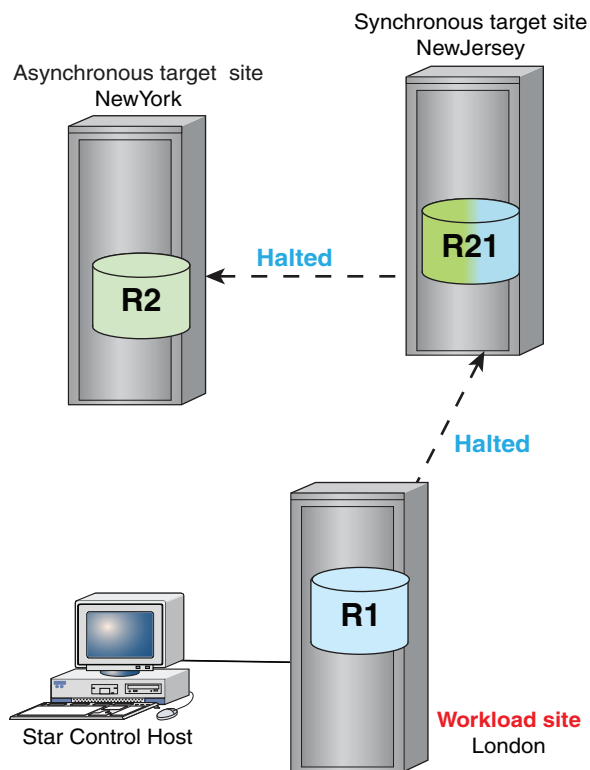 Synchronous target site
NewJersey
Asynchronous target site
NewYork
R21
Halted
R2
Halted
R1
Workload site
London
Star Control Host